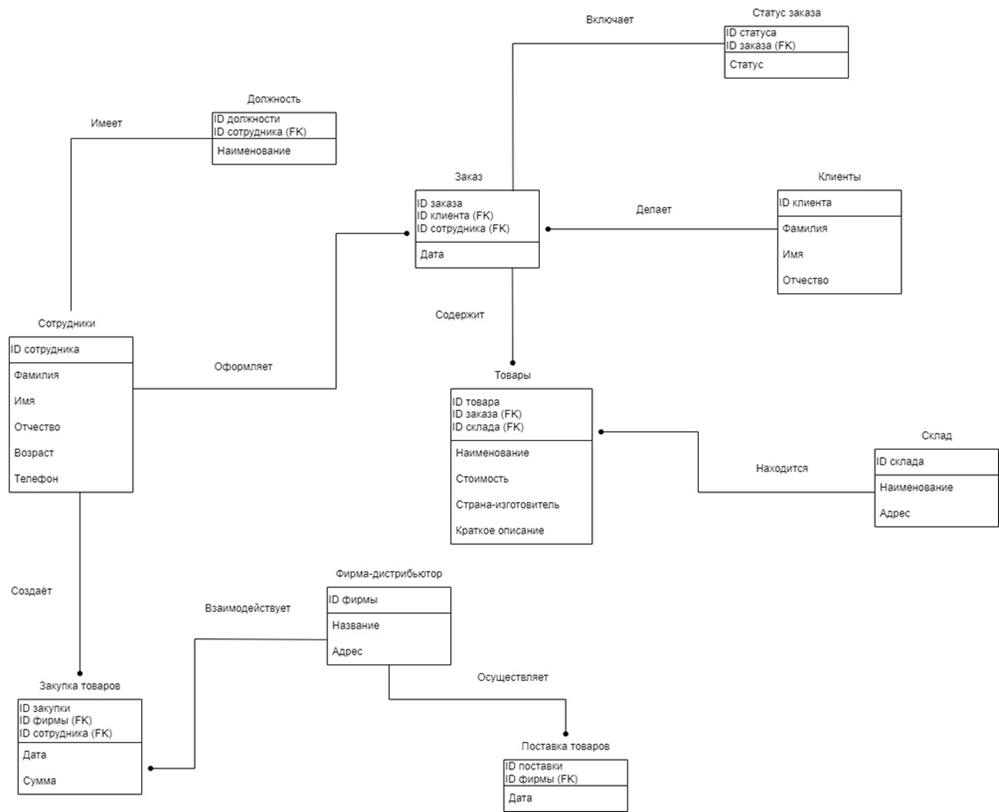 Статус заказа
Включает
ID статуса
ID заказа (FK)
Статус
Должность
Имеет
ID должности
ID сотрудника (FK)
Наименование
Заказ
ID заказа
ID клиента (FK)
ID сотрудника (FK)
Дата
Делает
Клиенты
ID клиента
Фамилия
Имя
Отчество
Содержит
Сотрудники
ID сотрудника
Фамилия
Имя
Отчество
Возраст
Телефон
Оформляет
Товары
ID товара
ID заказа (FK)
ID склада (FK)
Наименование
Стоимость
Страна-изготовитель
Краткое описание
Находится
Склад
ID склада
Наименование
Адрес
Создаёт
Взаимодействует
Фирма-дистрибьютор
ID фирмы
Название
Адрес
Осуществляет
Закупка товаров
ID закупки
ID фирмы (FK)
ID сотрудника (FK)
Дата
Сумма
Поставка товаров
ID поставки
ID фирмы (FK)
Дата